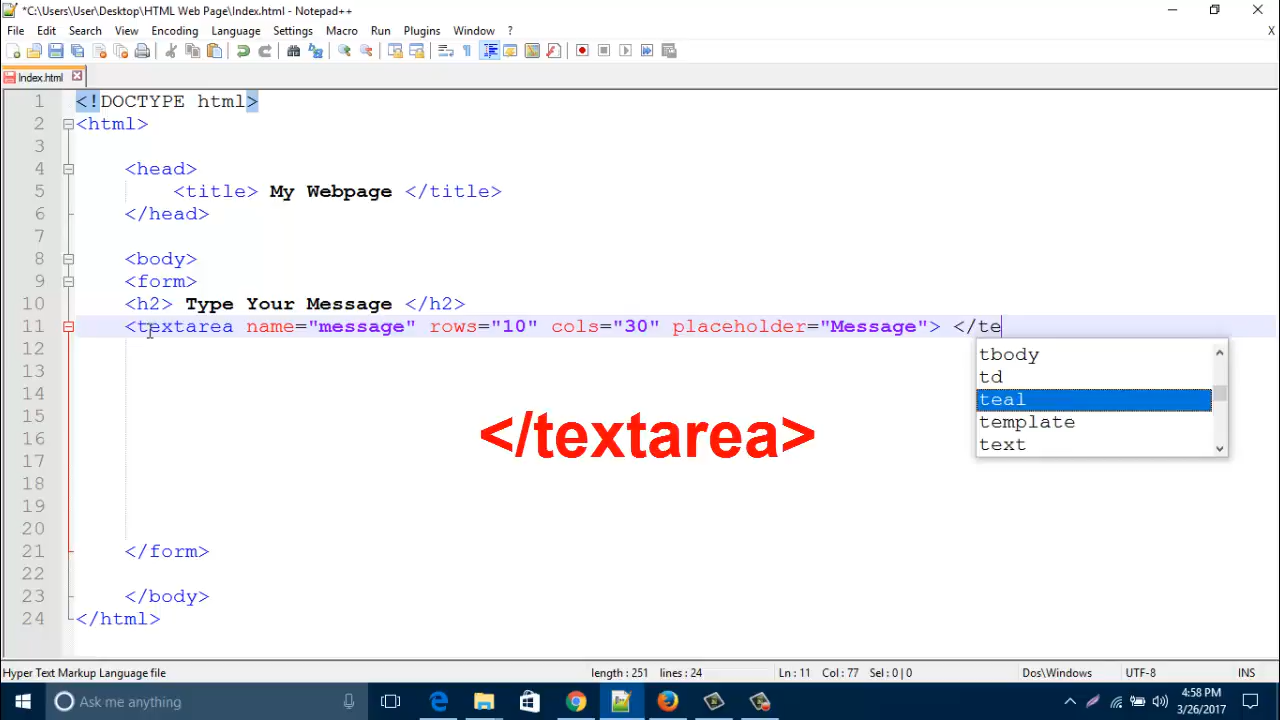 *C:\Users\User\Desktop\HTML Web Page\Index.html - Notepad++
File Edit Search View Encoding Language Settings Macro Run Plugins Window ? X
Index.html
1 <!DOCTYPE html>
2 <html>
3
4 <head>
5 <title> My Webpage </title>
6 </head>
7
8 <body>
9 <form>
10 <h2> Type Your Message </h2>
11 <textarea name="message" rows="10" cols="30" placeholder="Message"> </te
12
tbody
13
td
14
teal
15
template
16
text
</textarea>
17
18
19
20
21 </form>
22
23 </body>
24 </html>
Hyper Text Markup Language file length : 251 lines : 24 Ln : 11 Col : 77 Sel : 0 | 0 Dos\Windows UTF-8 INS
Ask me anything
4:58 PM
3/26/2017